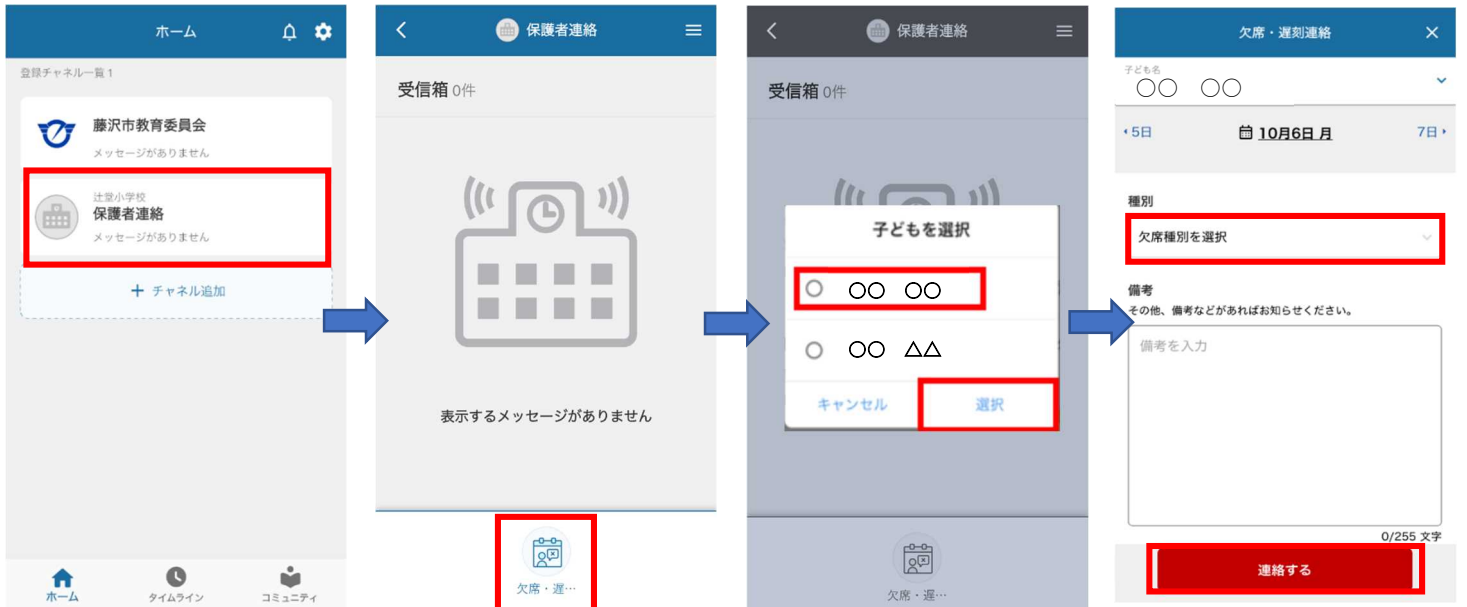 ホーム
登録チャネル一覧 1
藤沢市教育委員会
メッセージがありません
辻堂小学校
保護者連絡
メッセージがありません
＋ チャネル追加
ホーム
タイムライン
コミュニティ
保護者連絡
受信箱 0件
表示するメッセージがありません
欠席・遅…
保護者連絡
受信箱 0件
子どもを選択
○○ ○○
○○ △△
キャンセル
選択
欠席・遅…
欠席・遅刻連絡
子ども名
○○ ○○
5日
10月6日 月
7日
種別
欠席種別を選択
備考
その他、備考などがあればお知らせください。
備考を入力
0/255 文字
連絡する